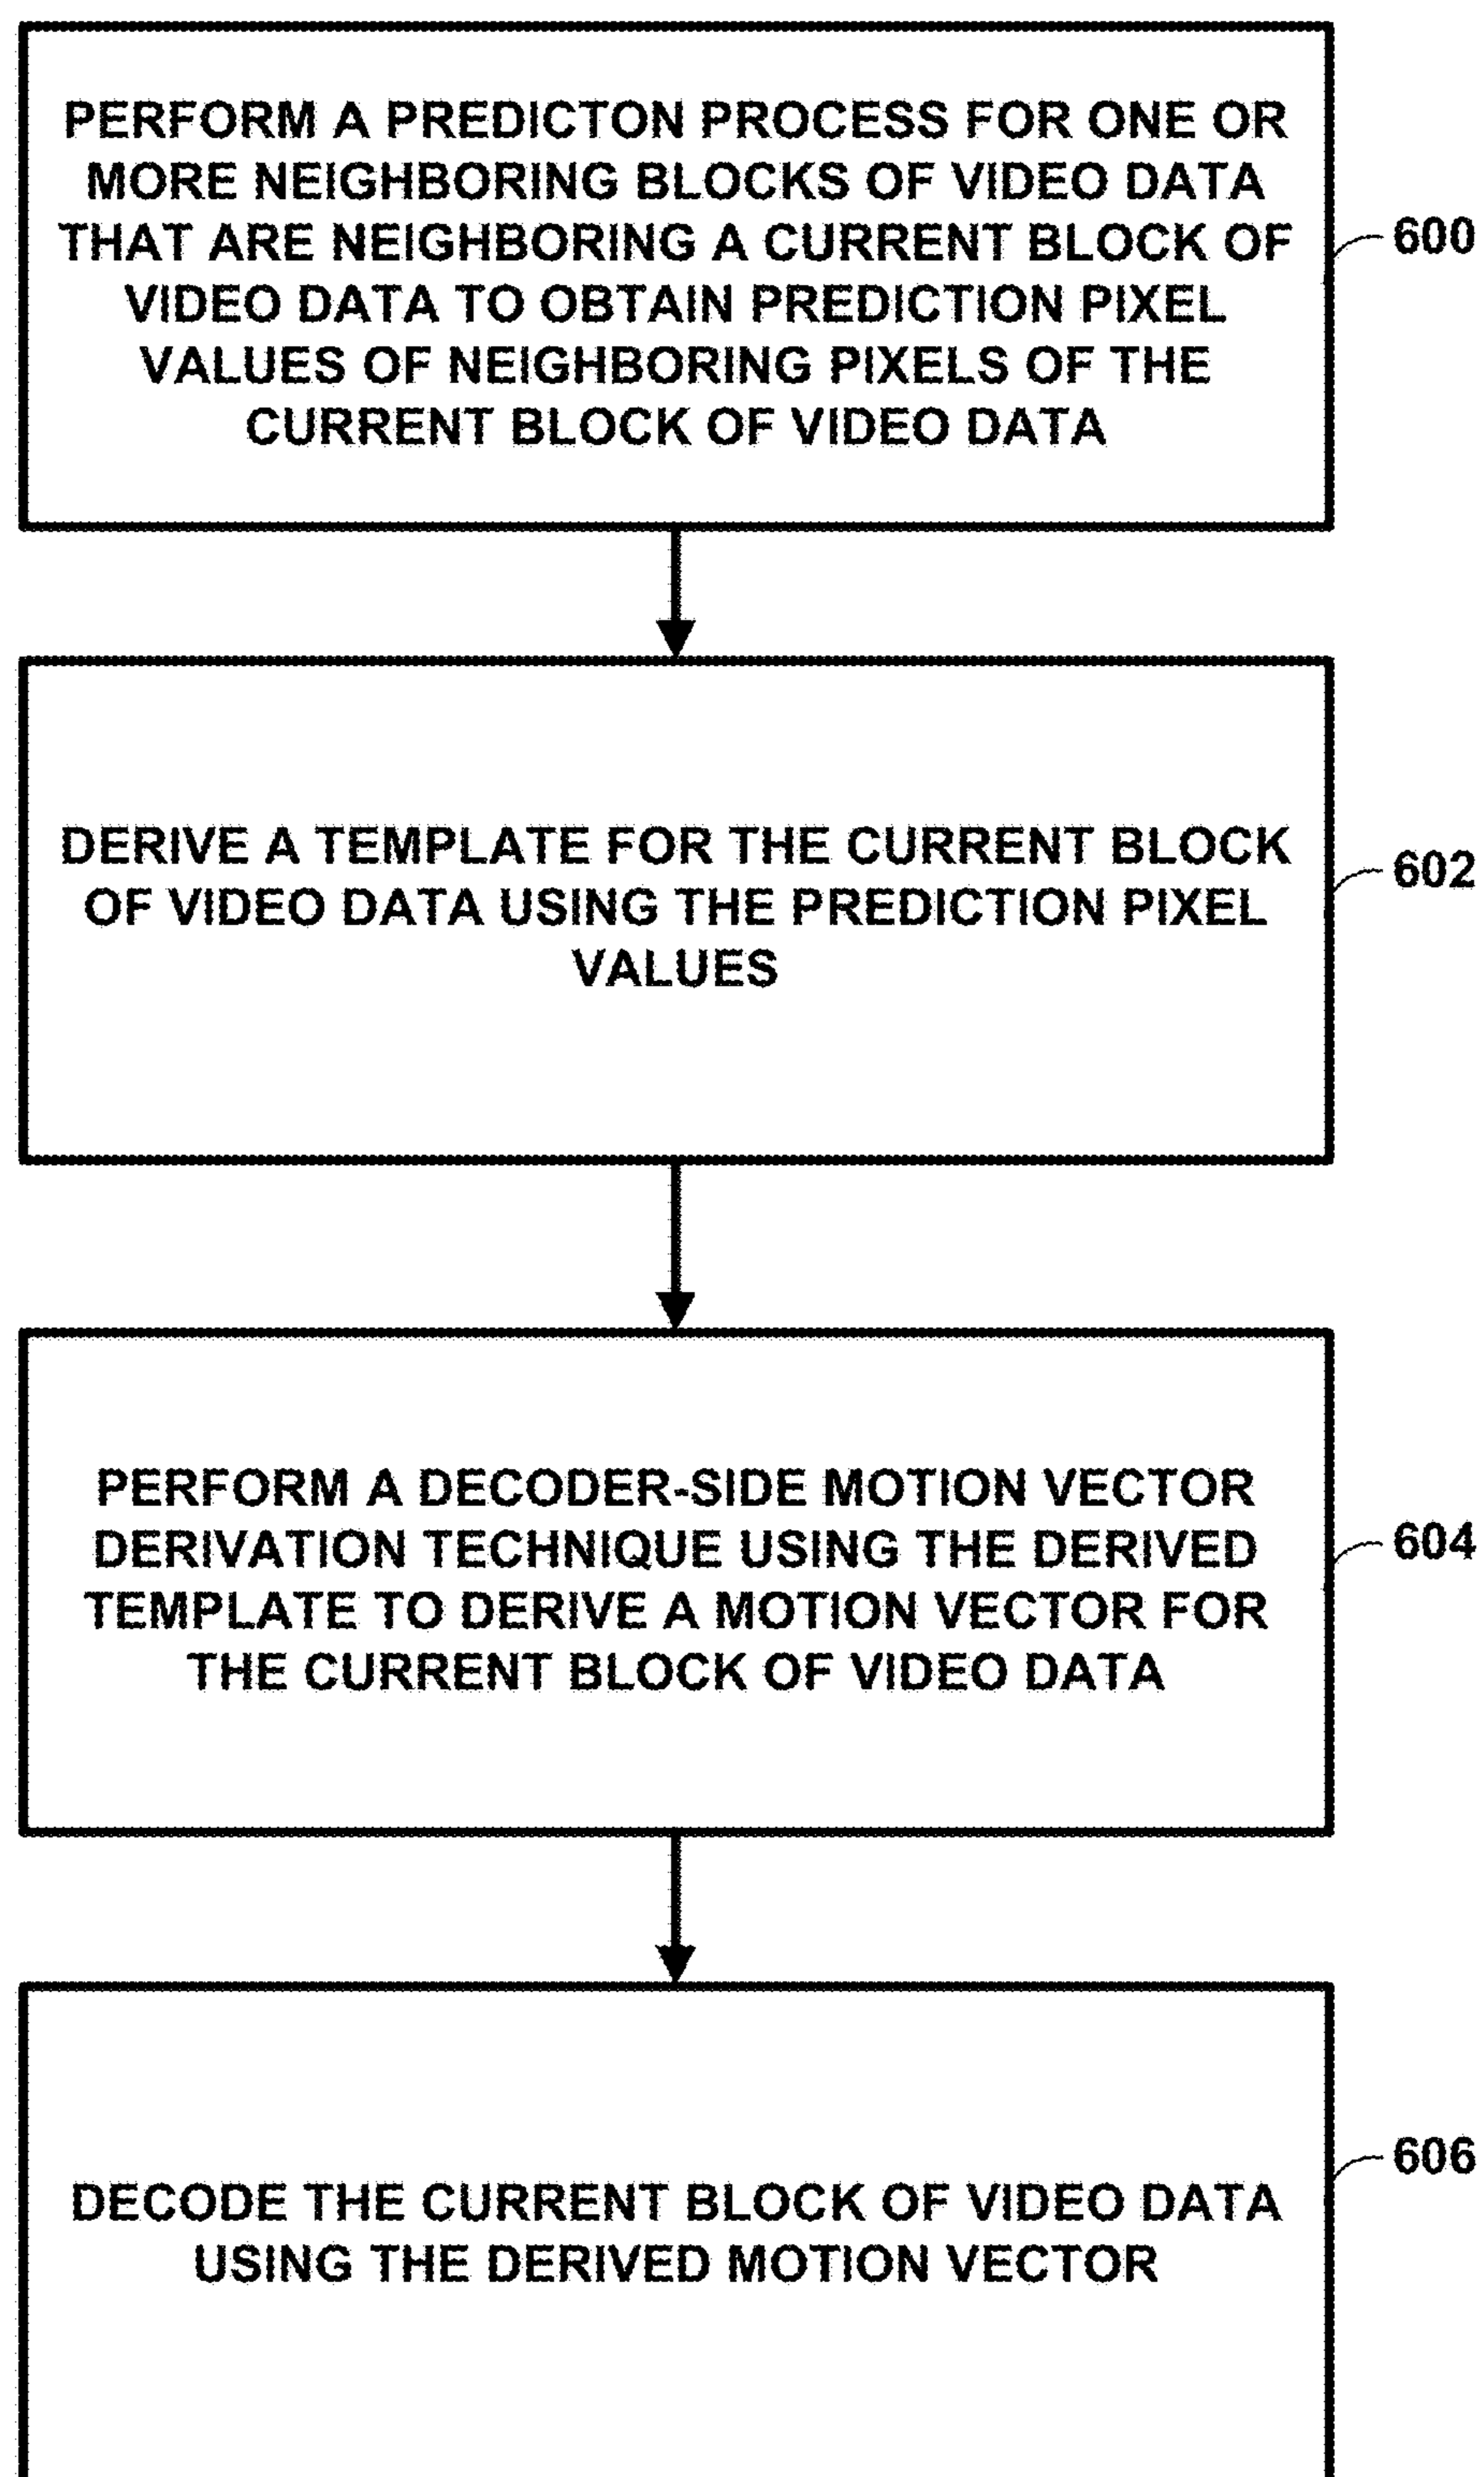 PERFORM A PREDICTON PROCESS FOR ONE OR
MORE NEIGHBORING BLOCKS OF VIDEO DATA
THAT ARE NEIGHBORING A CURRENT BLOCK OF
VIDEO DATA TO OBTAIN PREDICTION PIXEL
VALUES OF NEIGHBORING PIXELS OF THE
CURRENT BLOCK OF VIDEO DATA
600
DERIVE A TEMPLATE FOR THE CURRENT BLOCK
OF VIDEO DATA USING THE PREDICTION PIXEL
VALUES
602
PERFORM A DECODER-SIDE MOTION VECTOR
DERIVATION TECHNIQUE USING THE DERIVED
TEMPLATE TO DERIVE A MOTION VECTOR FOR
THE CURRENT BLOCK OF VIDEO DATA
604
DECODE THE CURRENT BLOCK OF VIDEO DATA
USING THE DERIVED MOTION VECTOR
606